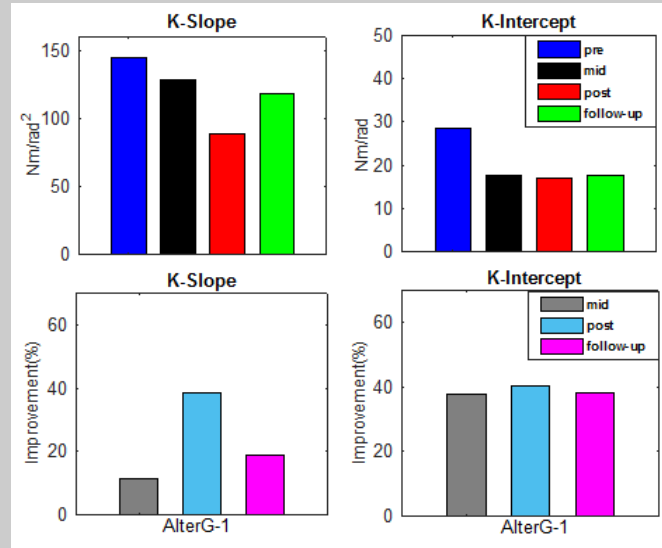 K-Slope
150
100
50
0
Nm/rad²
K-Intercept
50
40
30
20
10
0
Nm/rad
pre
mid
post
follow-up
K-Slope
60
40
20
0
Improvement(%)
AlterG-1
K-Intercept
60
40
20
0
Improvement(%)
mid
post
follow-up
AlterG-1